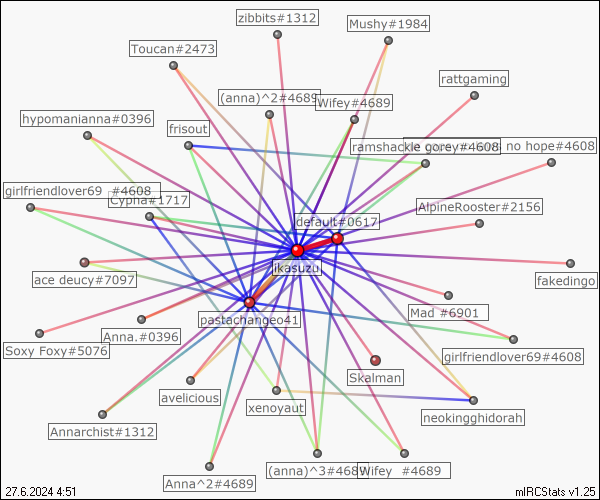 zibbits#1312
Mushy#1984
Toucan#2473
rattgaming
(anna)^2#4689
Wifey#4689
hypomanianna#0396
frisout
ramshackle gorey#4608
no hope#4608
girlfriendlover69 #4608
Cypha#1717
AlpineRooster#2156
default#0617
likasuzu
ace deucy#7097
fakedingo
Mad #6901
pastachangeo41
Anna.#0396
Soxy Foxy#5076
girlfriendlover69#4608
Skalman
avelicious
xenoyaut
neokingghidorah
Annarchist#1312
(anna)^3#4689
Wifey #4689
Anna^2#4689
27.6.2024 4:51
mIRCStats v1.25